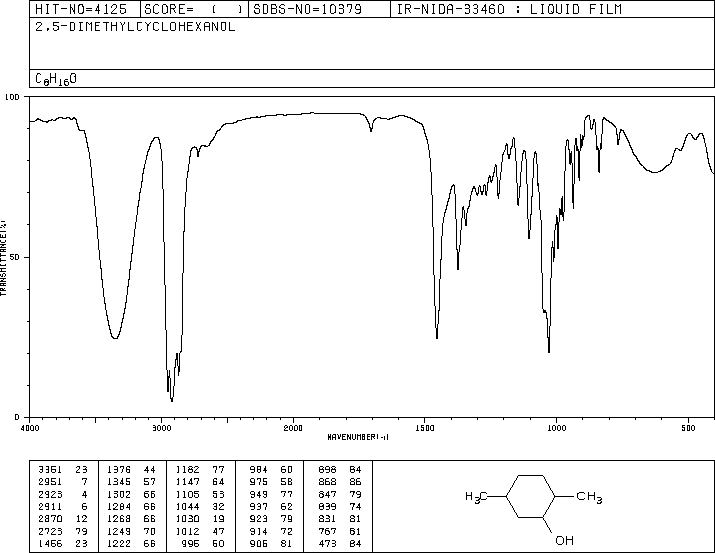 HIT-NO=4125 SCORE= ( ) SDBS-NO=10379 IR-NIDA-33460 : LIQUID FILM
2,5-DIMETHYLCYCLOHEXANOL
C8H16O
100
50
0
TRANSMITTANCE(%)
4000 3000 2000 1500 1000 500
WAVENUMBER(-1)
3361 23 1376 44 1182 77 984 60 898 84
2951 7 1345 57 1147 64 975 58 868 86
2923 4 1302 66 1105 53 949 77 847 79
2911 6 1284 66 1044 32 937 62 839 74
2870 12 1268 66 1030 19 923 79 831 81
2723 79 1249 70 1012 47 914 72 767 81
1456 23 1222 66 996 50 906 81 473 84
H3C CH3
OH